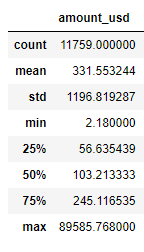 amount_usd
count 11759.000000
mean 331.553244
std 1196.819287
min 2.180000
25% 56.635439
50% 103.213333
75% 245.116535
max 89585.768000